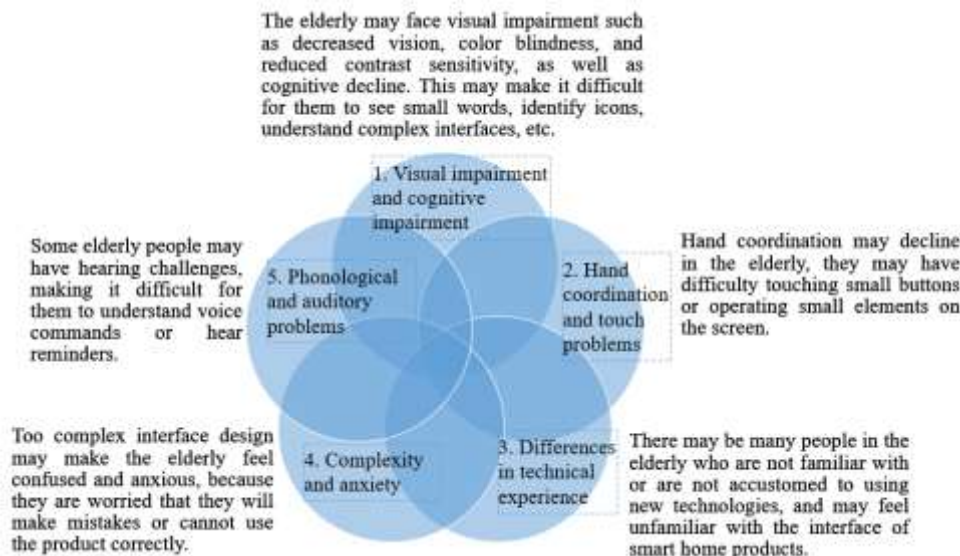 The elderly may face visual impairment such
as decreased vision, color blindness, and
reduced contrast sensitivity, as well as
cognitive decline. This may make it difficult
for them to see small words, identify icons,
understand complex interfaces, etc.
1. Visual impairment
and cognitive
impairment
2. Hand
coordination
and touch
problems
Hand coordination may decline
in the elderly, they may have
difficulty touching small buttons
or operating small elements on
the screen.
3. Differences
in technical
experience
There may be many people in the
elderly who are not familiar with
or are not accustomed to using
new technologies, and may feel
unfamiliar with the interface of
smart home products.
4. Complexity
and anxiety
Too complex interface design
may make the elderly feel
confused and anxious, because
they are worried that they will
make mistakes or cannot use
the product correctly.
5. Phonological
and auditory
problems
Some elderly people may
have hearing challenges,
making it difficult for
them to understand voice
commands or hear
reminders.